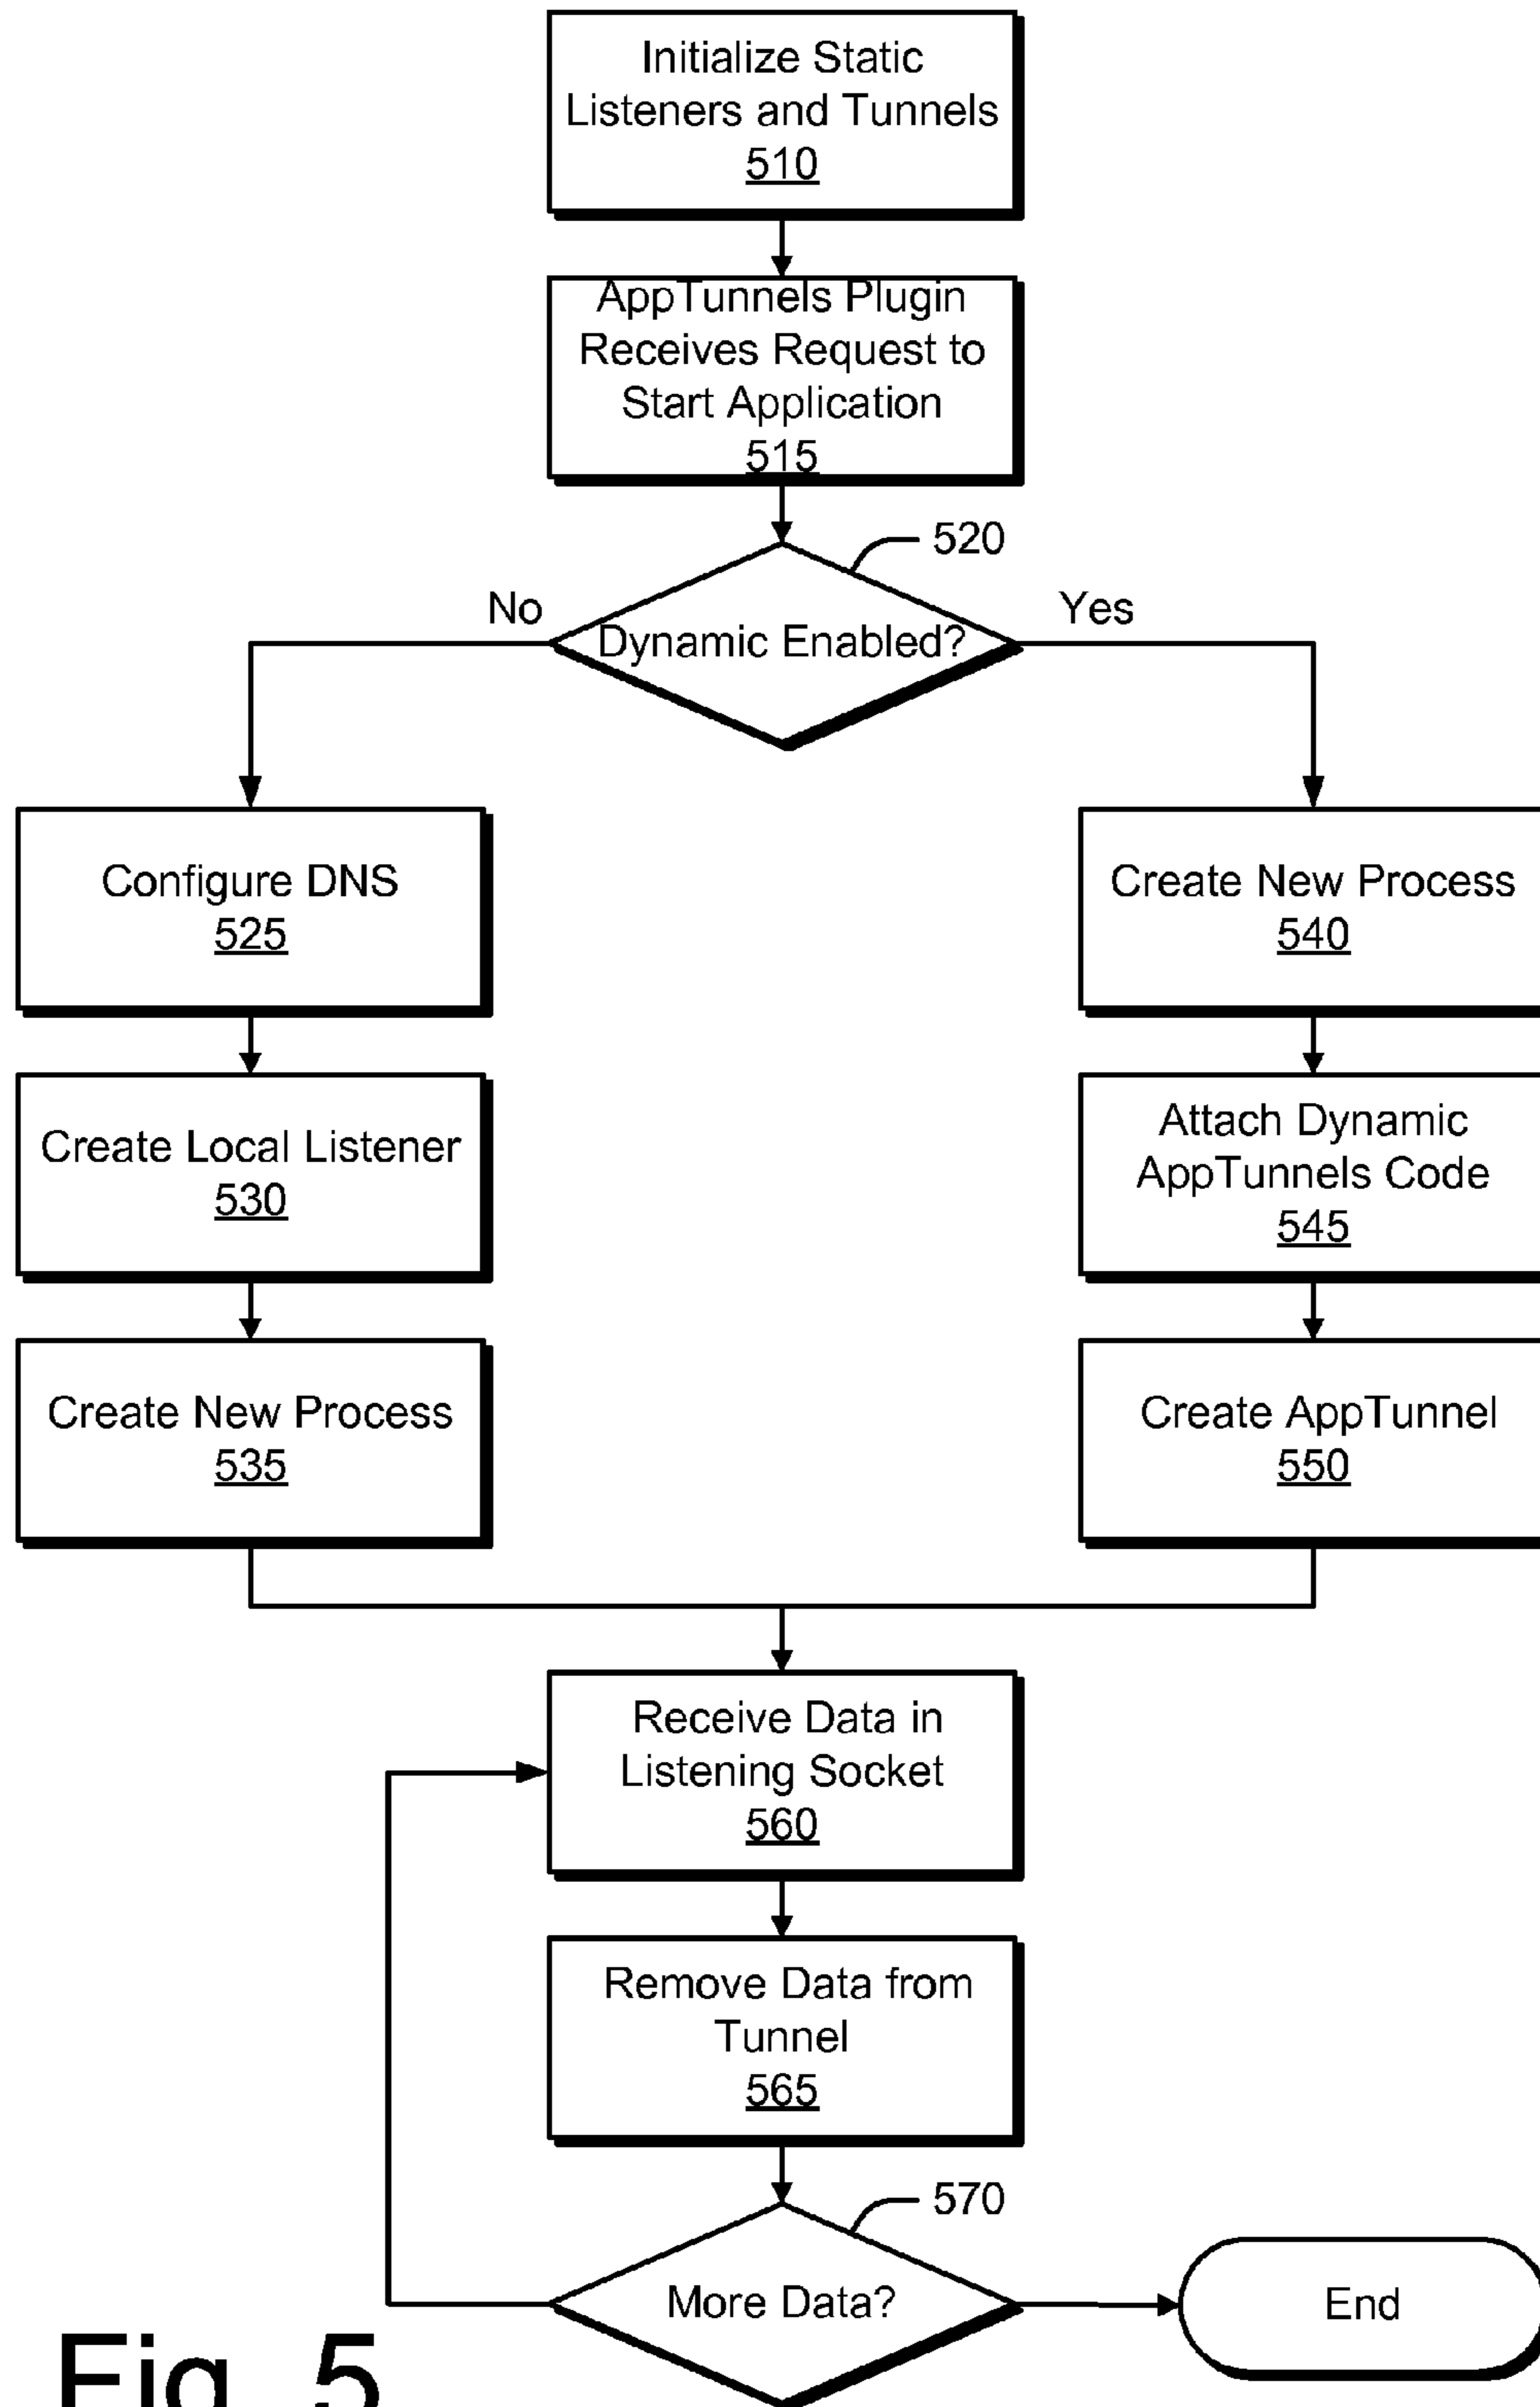 Initialize Static
Listeners and Tunnels
510
AppTunnels Plugin
Receives Request to
Start Application
515
520
No
Yes
Dynamic Enabled?
Configure DNS
525
Create New Process
540
Create Local Listener
530
Attach Dynamic
AppTunnels Code
545
Create New Process
535
Create AppTunnel
550
Receive Data in
Listening Socket
560
Remove Data from
Tunnel
565
570
More Data?
End
Fig. 5